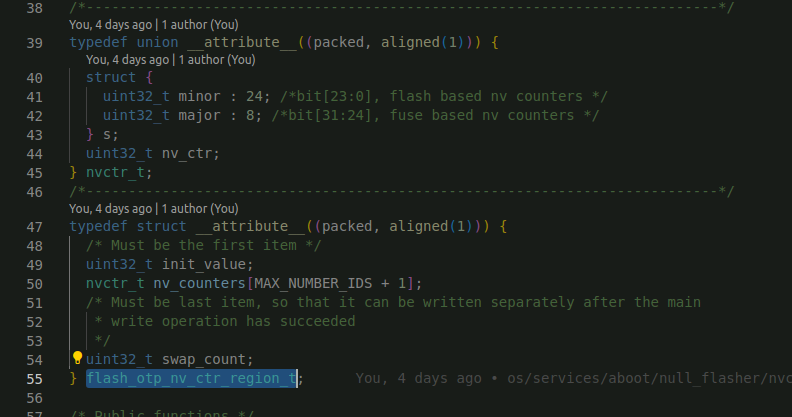 38 /*---------------------------------------------------------------------------*/
You, 4 days ago | 1 author (You)
39 typedef union __attribute__((packed, aligned(1))) {
You, 4 days ago | 1 author (You)
40 struct {
41 uint32_t minor : 24; /*bit[23:0], flash based nv counters */
42 uint32_t major : 8; /*bit[31:24], fuse based nv counters */
43 } s;
44 uint32_t nv_ctr;
45 } nvctr_t;
46 /*---------------------------------------------------------------------------*/
You, 4 days ago | 1 author (You)
47 typedef struct __attribute__((packed, aligned(1))) {
48 /* Must be the first item */
49 uint32_t init_value;
50 nvctr_t nv_counters[MAX_NUMBER_IDS + 1];
51 /* Must be last item, so that it can be written separately after the main
52 * write operation has succeeded
53 */
54 uint32_t swap_count;
55 } flash_otp_nv_ctr_region_t; You, 4 days ago • os/services/aboot/null_flasher/nvc
56
57 /* Public functions */